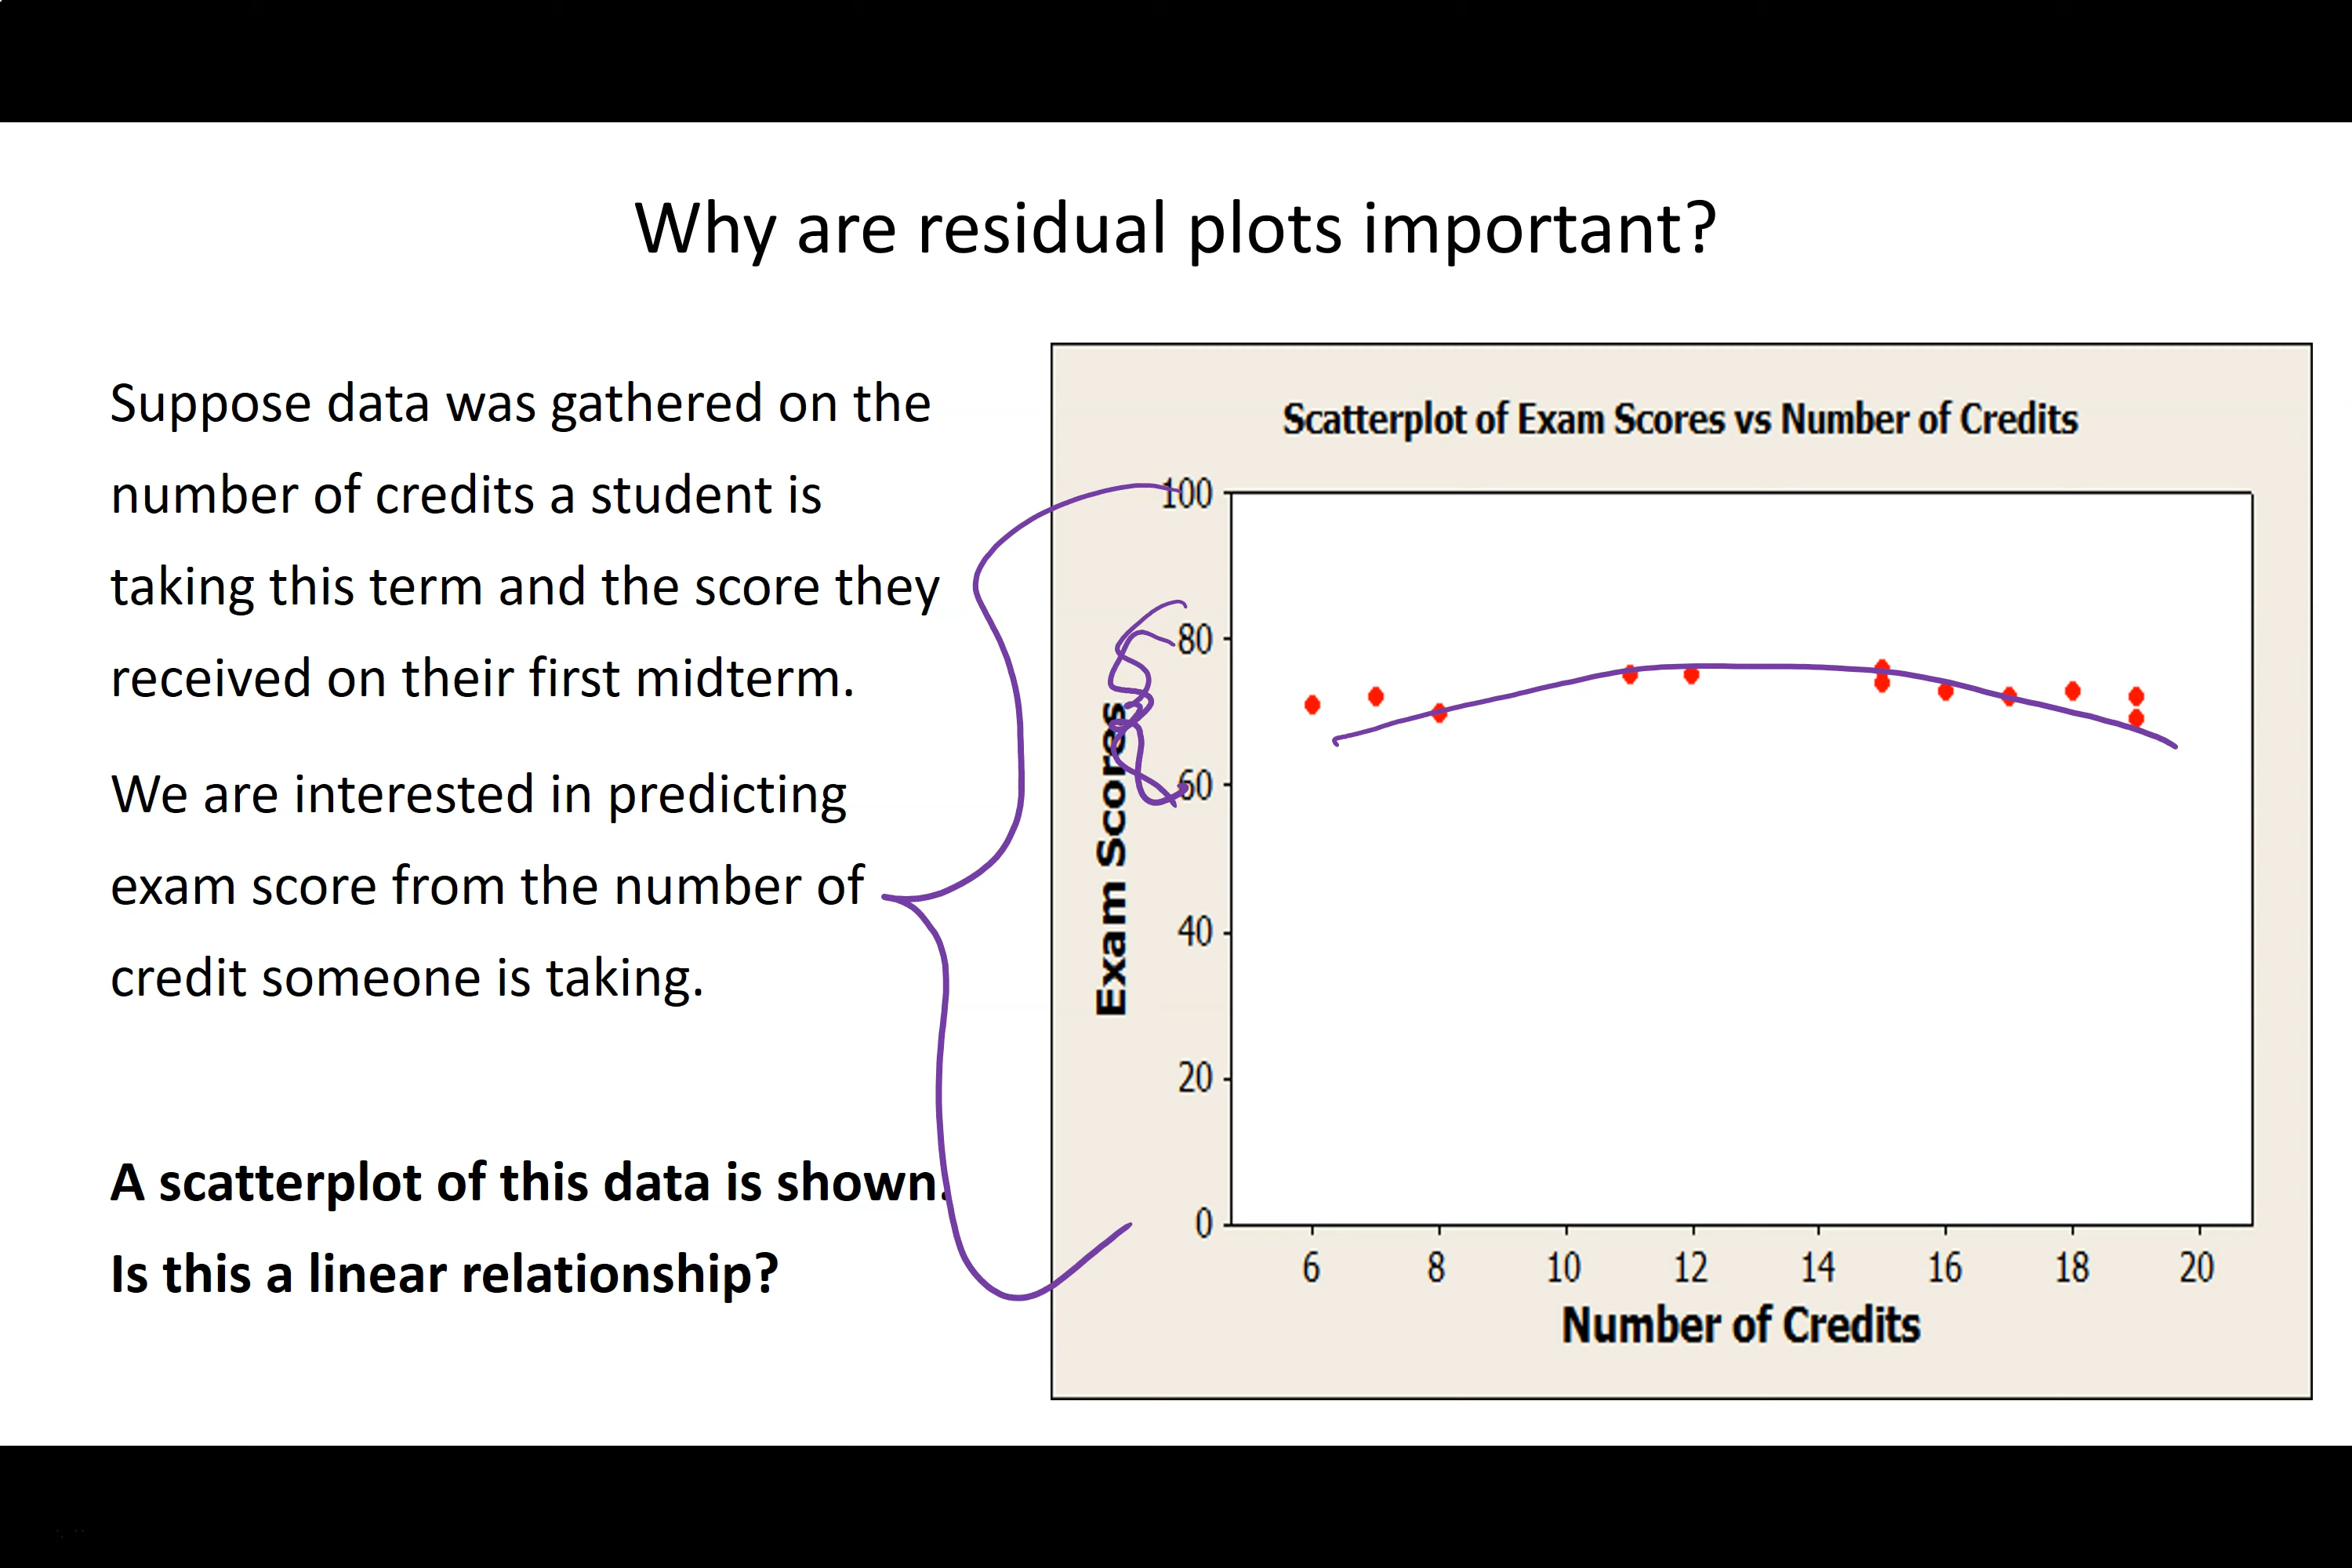 Why are residual plots important?
Suppose data was gathered on the
number of credits a student is
taking this term and the score they
received on their first midterm.
We are interested in predicting
exam score from the number of
credit someone is taking.
A scatterplot of this data is shown.
Is this a linear relationship?
Scatterplot of Exam Scores vs Number of Credits
Exam Scores
100
80
60
40
20
0
6 8 10 12 14 16 18 20
Number of Credits